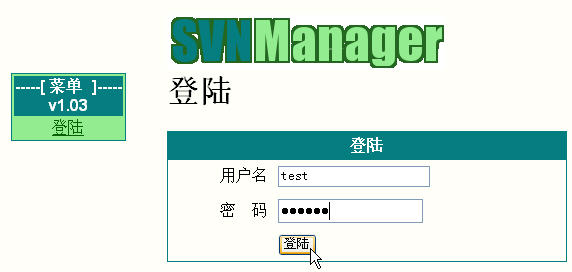 SVNManager
登陆
-----[ 菜单 ]-----
v1.03
登陆
登陆
用户名 test
密 码 ●●●●●●
登陆